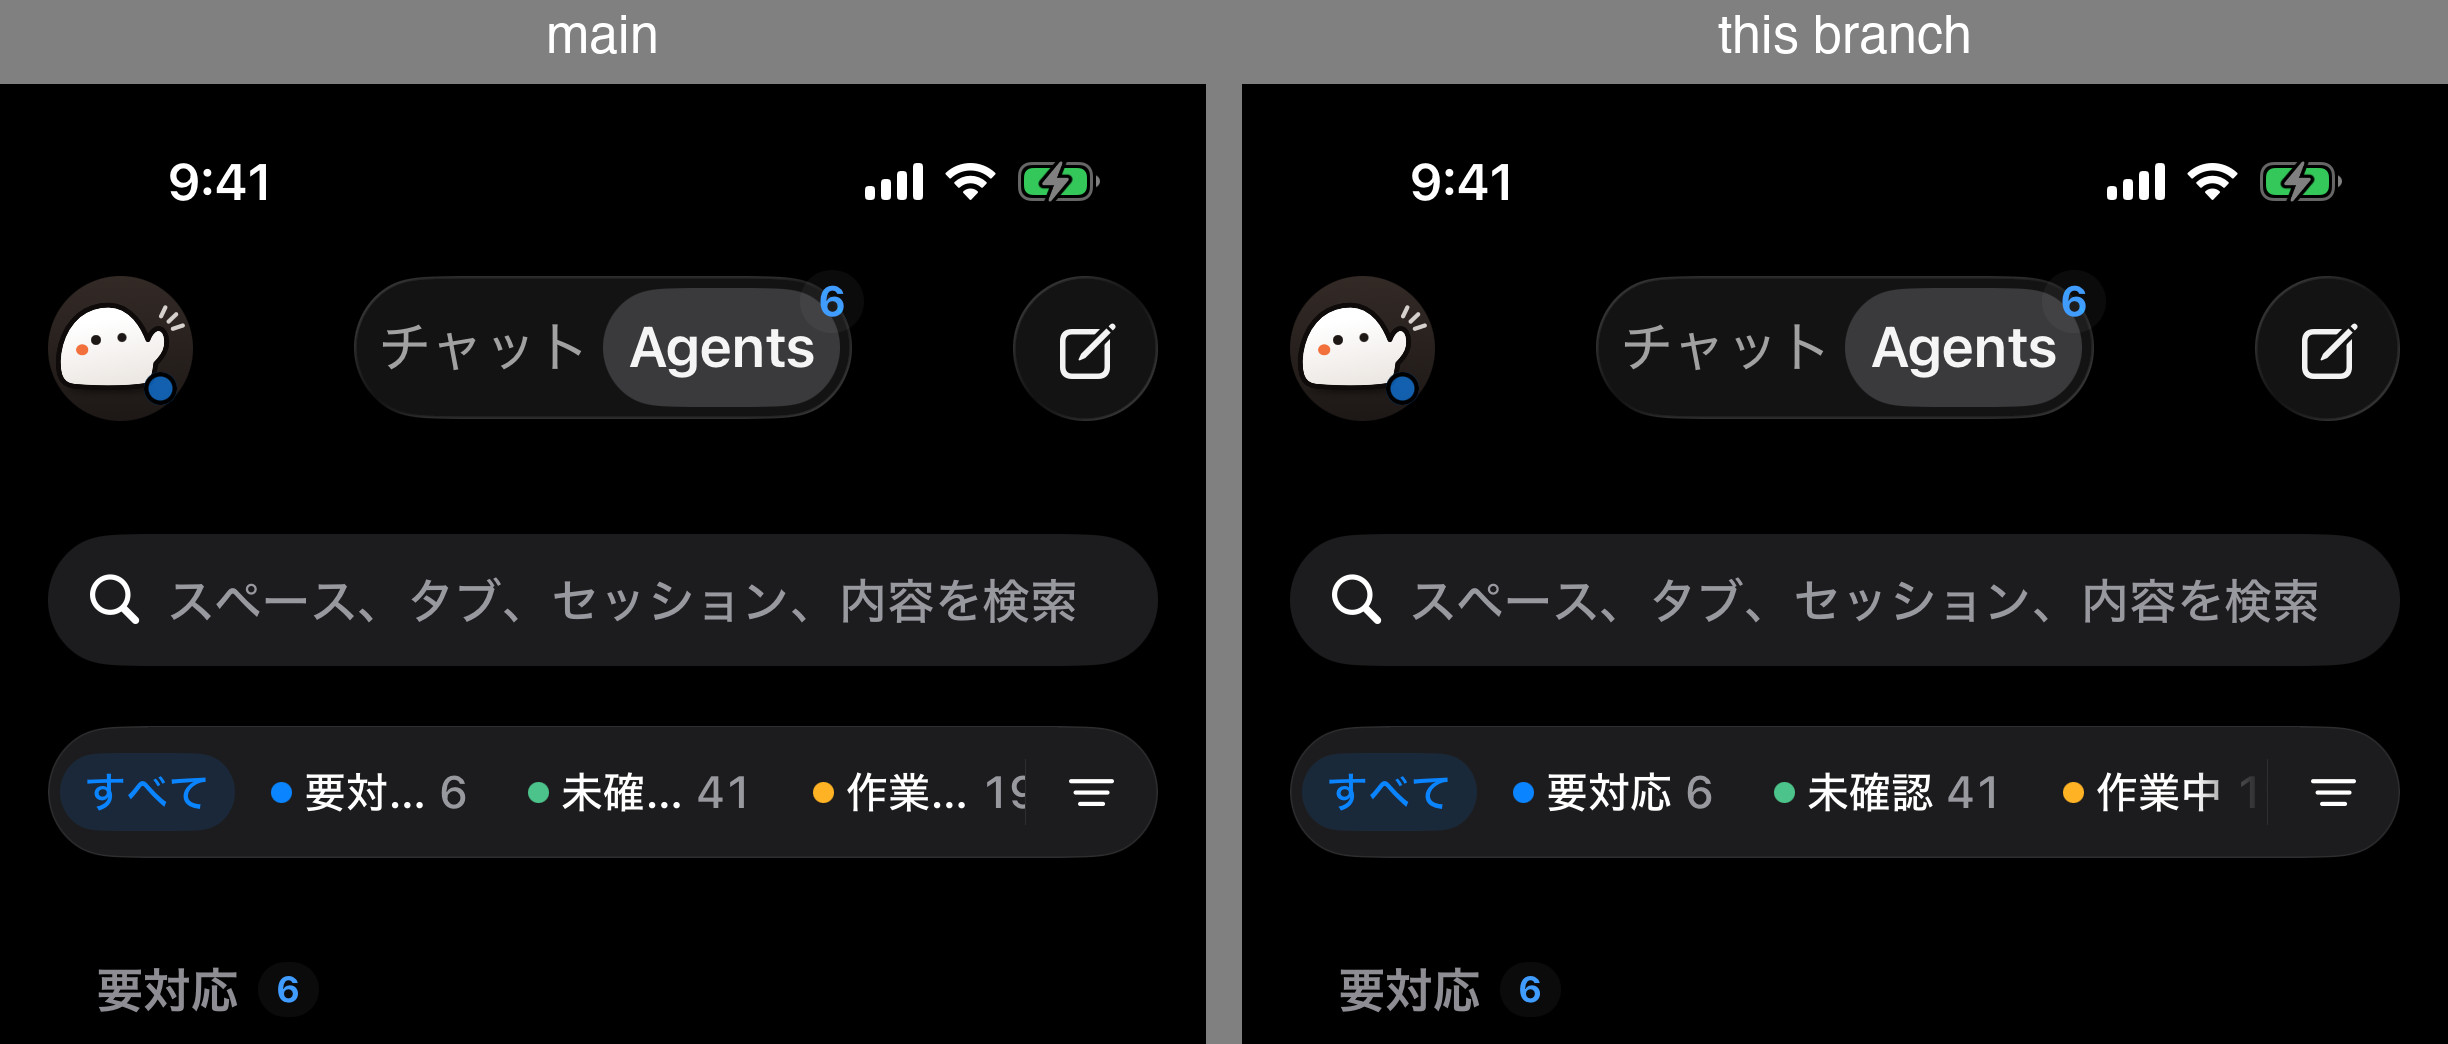 main
this branch
9:41
6
チャット Agents
スペース、タブ、セッション、内容を検索
すべて 要対... 6 未確... 41 作業... 19
要対応 6
9:41
6
チャット Agents
スペース、タブ、セッション、内容を検索
すべて 要対応 6 未確認 41 作業中 1
要対応 6